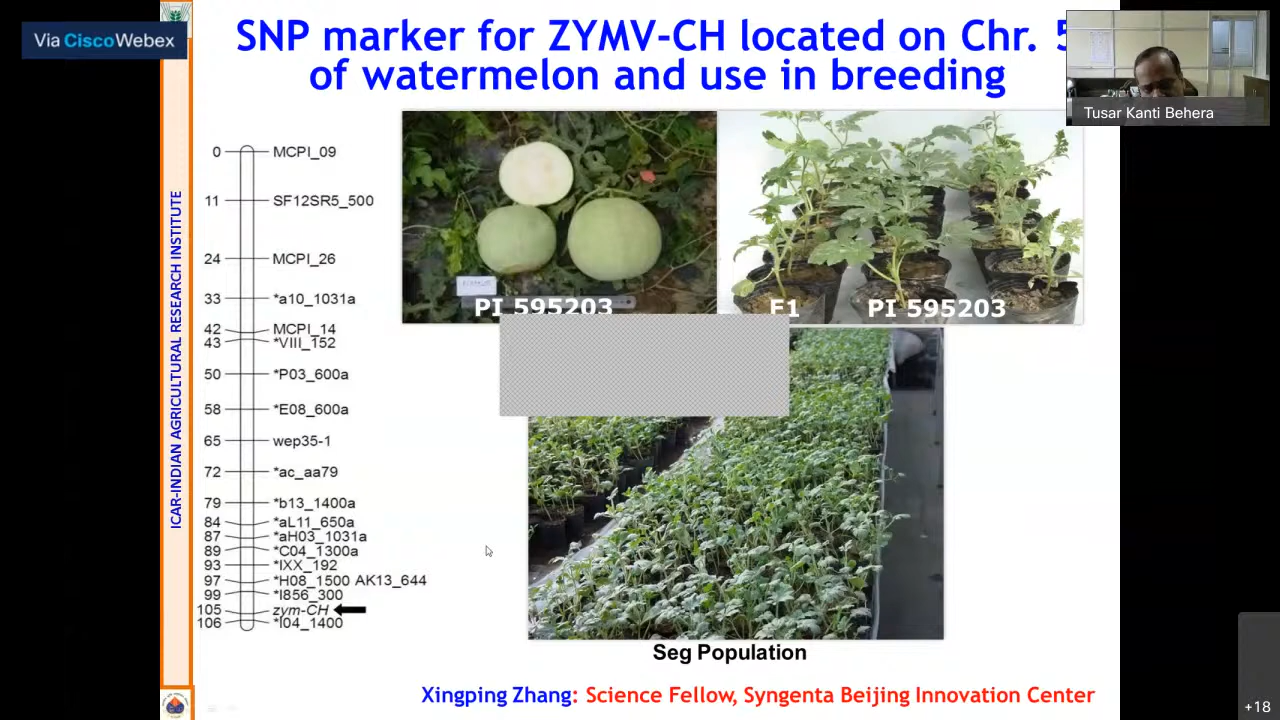 Via CiscoWebex
SNP marker for ZYMV-CH located on Chr. 5
of watermelon and use in breeding
Tusar Kanti Behera
ICAR-INDIAN AGRICULTURAL RESEARCH INSTITUTE
0 MCPI_09
11 SF12SR5_500
24 MCPI_26
33 *a10_1031a
42 MCPI_14
43 *VIII_152
50 *P03_600a
58 *E08_600a
65 wep35-1
72 *ac_aa79
79 *b13_1400a
84 *aL11_650a
87 *aH03_1031a
89 *C04_1300a
93 *IXX_192
97 *H08_1500 AK13_644
99 *I856_300
105 zym-CH
106 *I04_1400
PI 595203
F1 PI 595203
Seg Population
Xingping Zhang: Science Fellow, Syngenta Beijing Innovation Center
+18